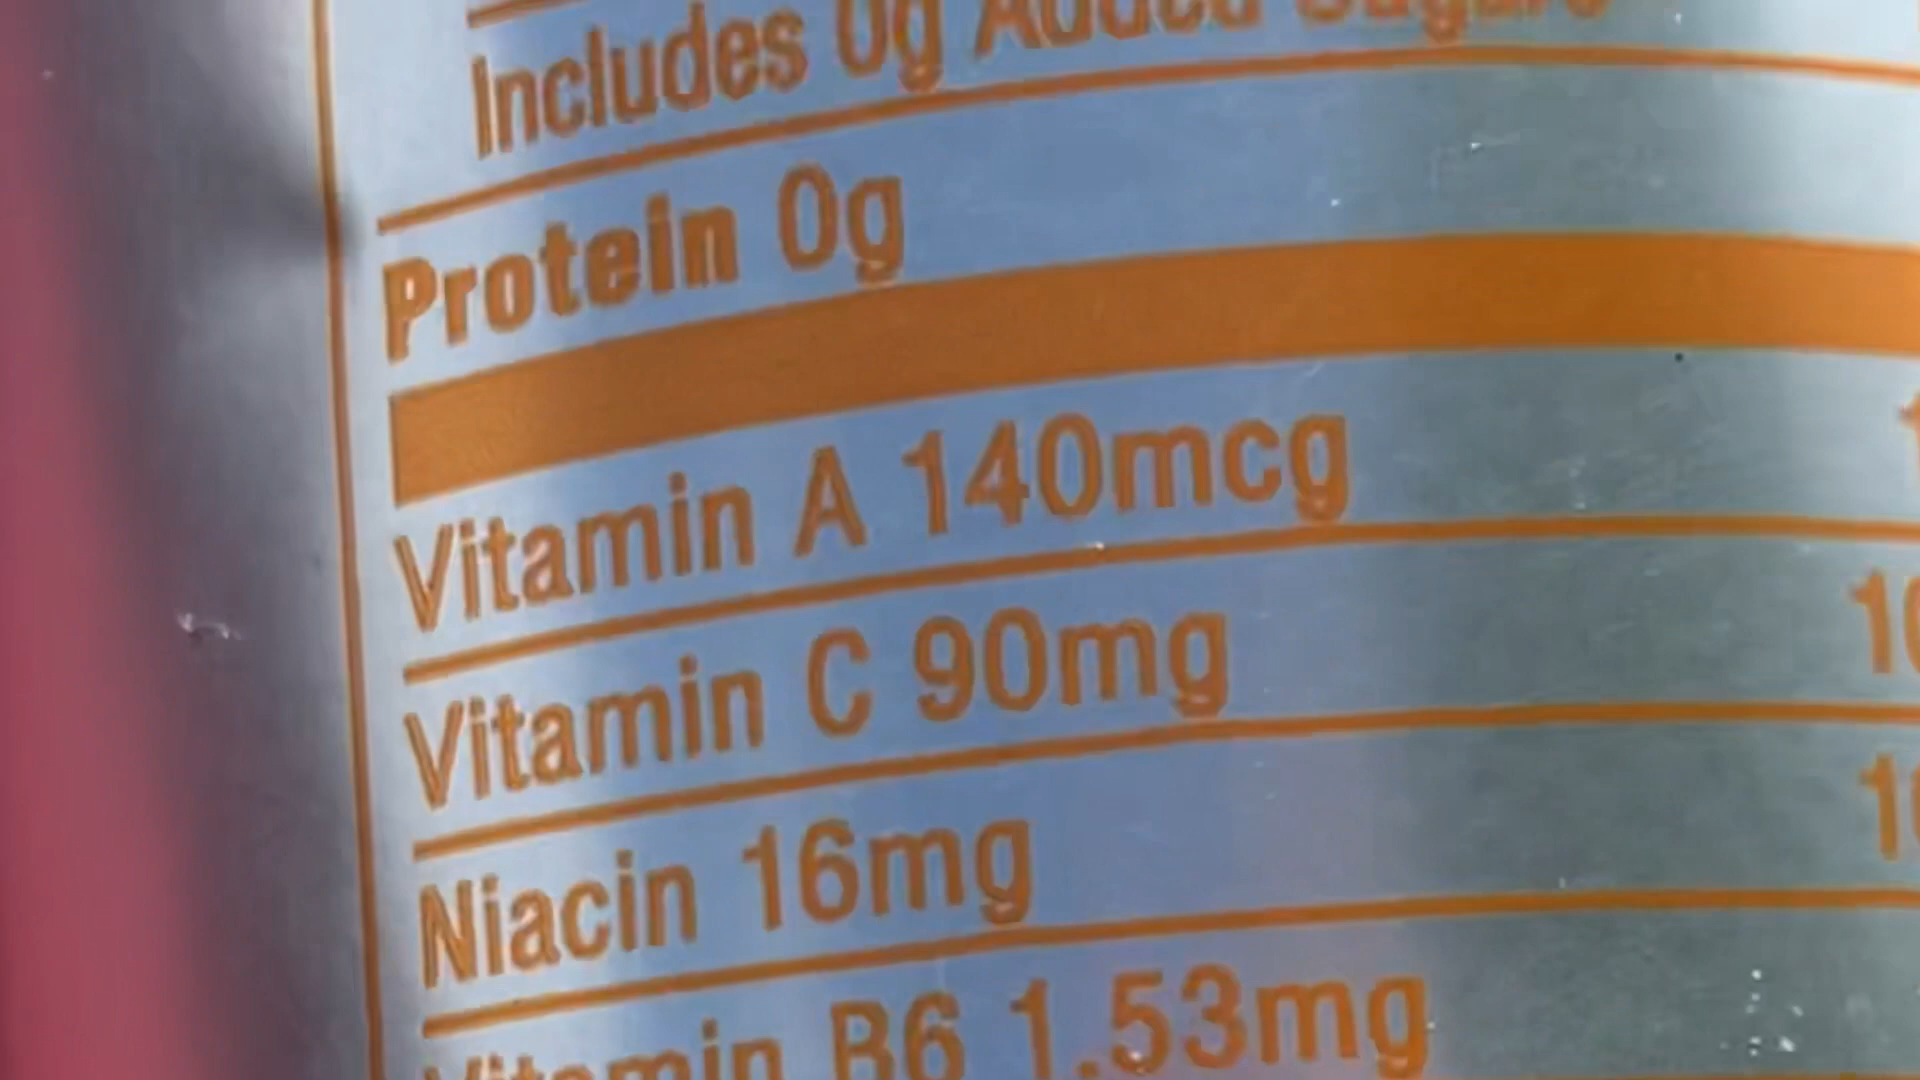 Includes 0g Added Sugars
Protein 0g
Vitamin A 140mcg
Vitamin C 90mg
Niacin 16mg
Vitamin B6 1.53mg